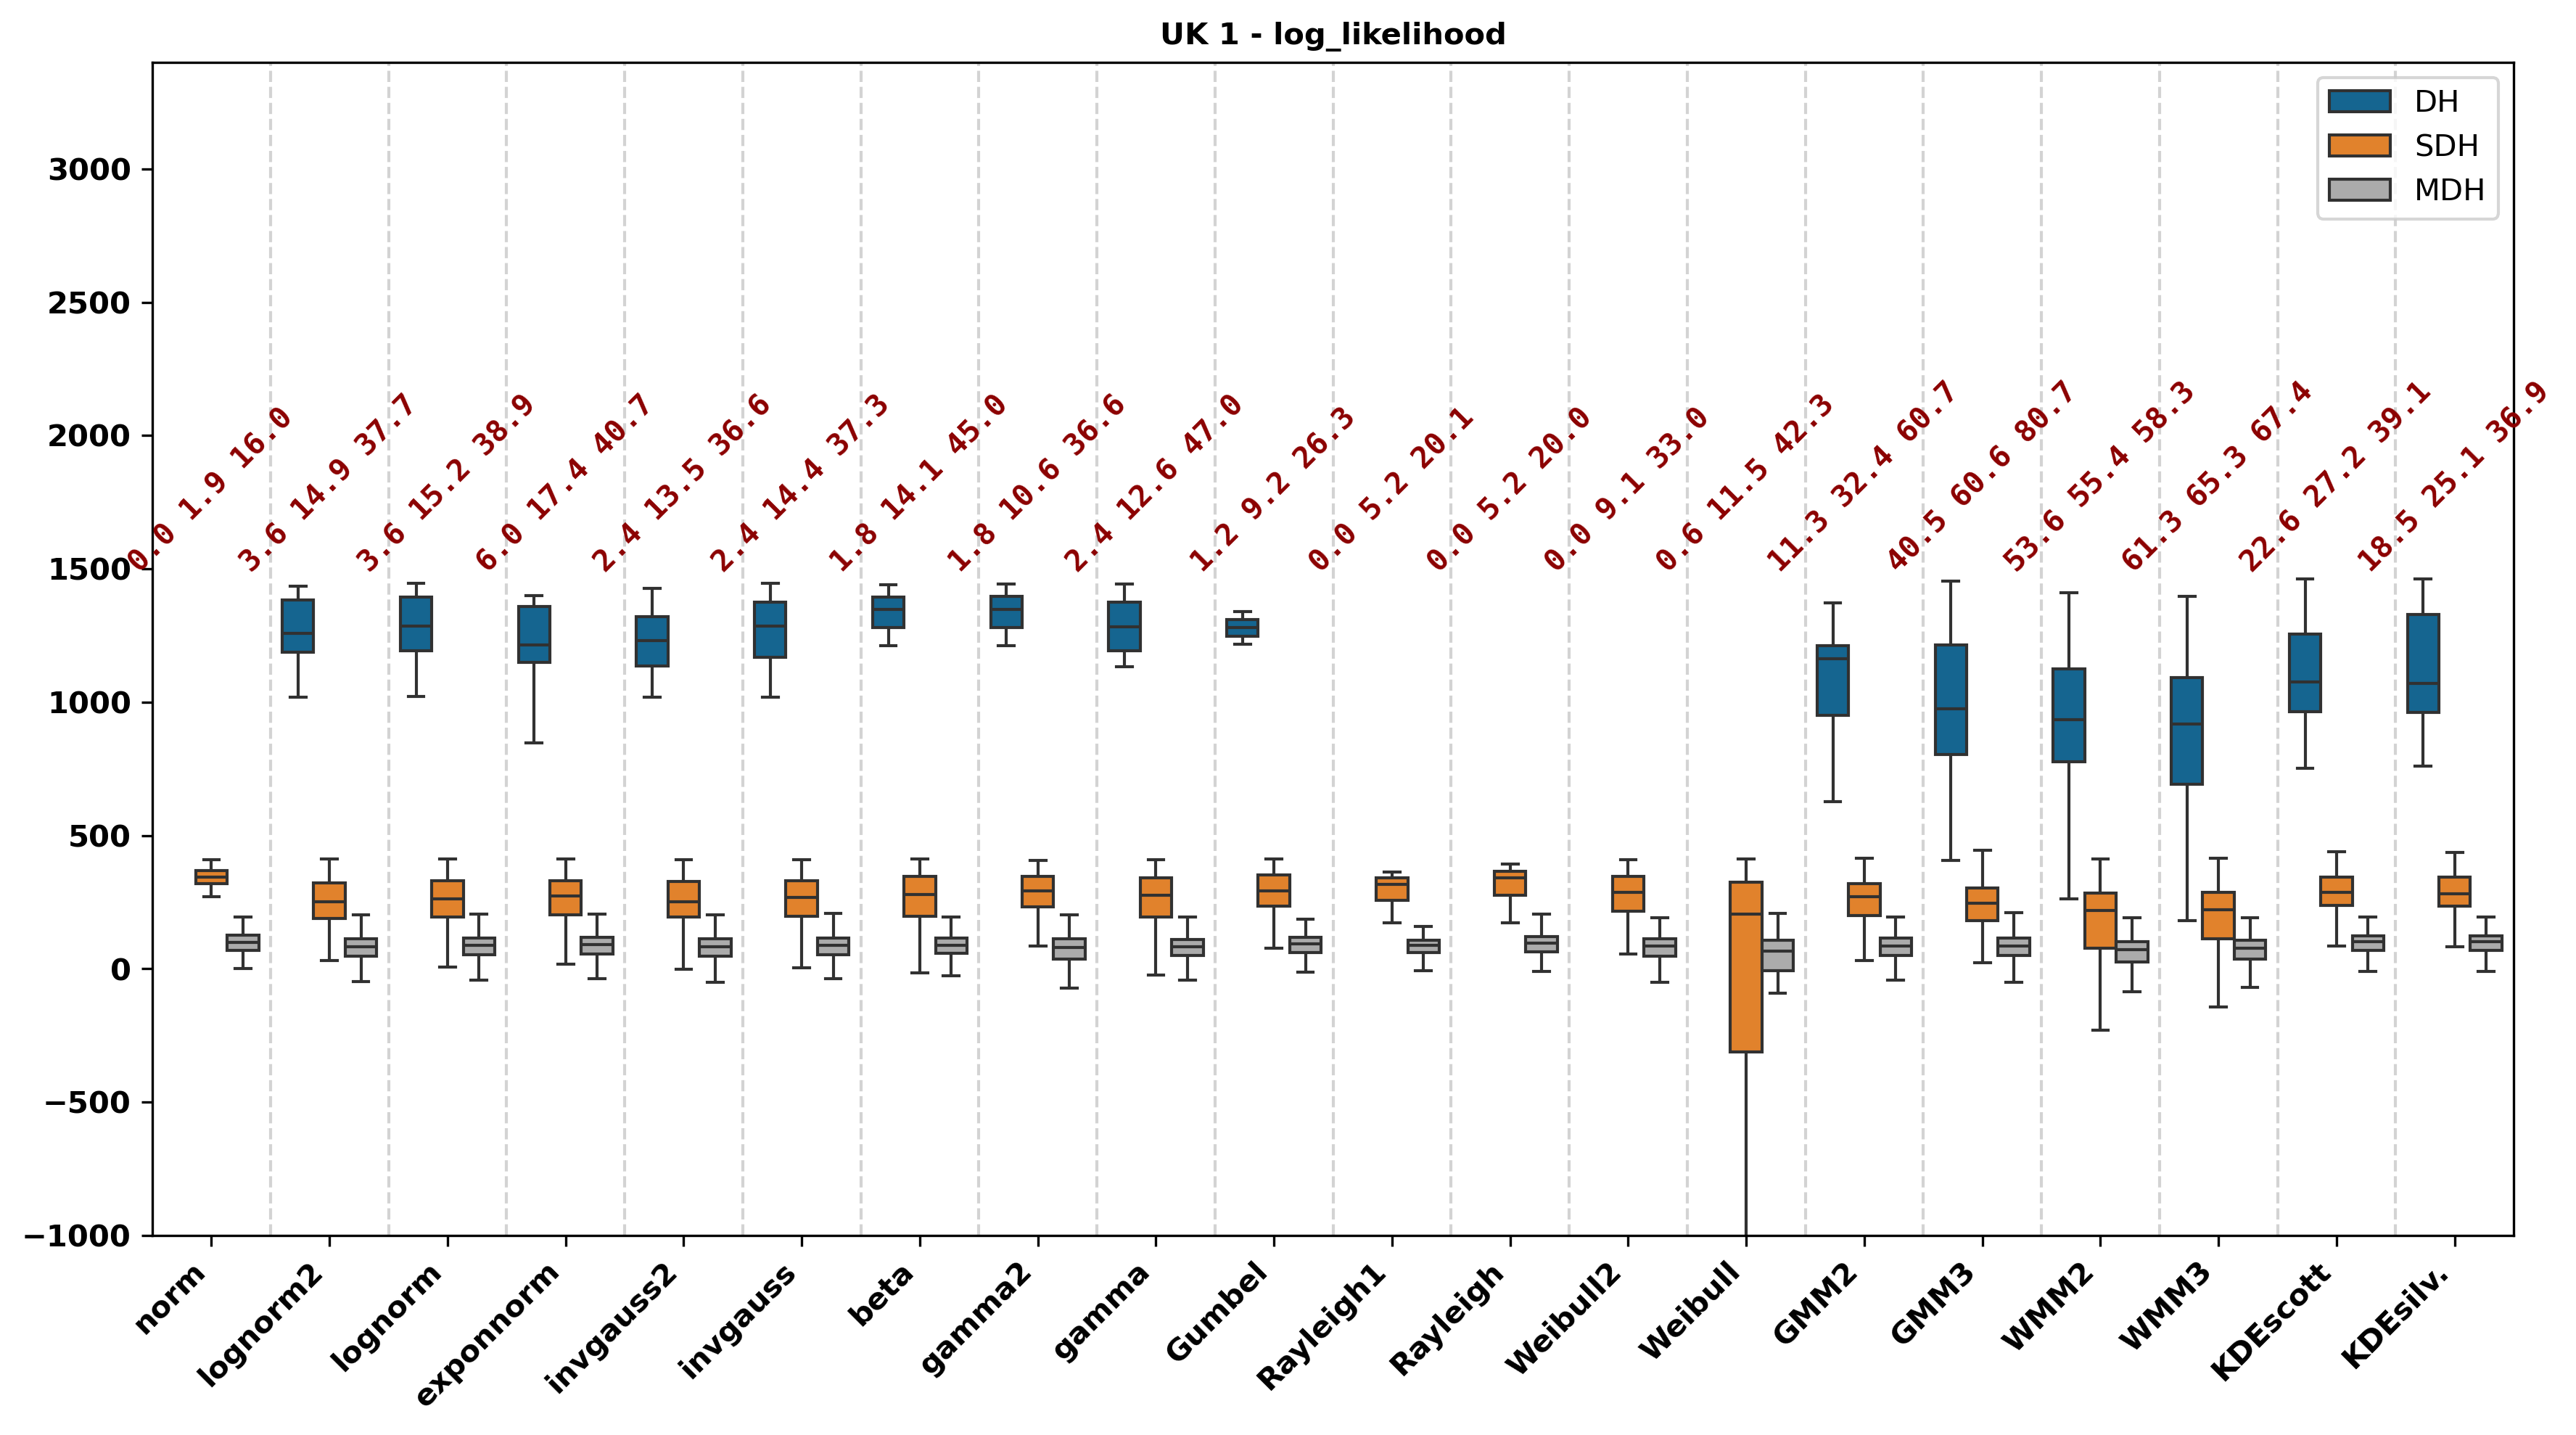 UK 1 - log_likelihood
DH
SDH
MDH
3000
2500
2000
1500
1000
500
0
−500
−1000
0.0 1.9 16.0
3.6 14.9 37.7
3.6 15.2 38.9
6.0 17.4 40.7
2.4 13.5 36.6
2.4 14.4 37.3
1.8 14.1 45.0
1.8 10.6 36.6
2.4 12.6 47.0
1.2 9.2 26.3
0.0 5.2 20.1
0.0 5.2 20.0
0.0 9.1 33.0
0.6 11.5 42.3
11.3 32.4 60.7
40.5 60.6 80.7
53.6 55.4 58.3
61.3 65.3 67.4
22.6 27.2 39.1
18.5 25.1 36.9
norm
lognorm2
lognorm
exponnorm
invgauss2
invgauss
beta
gamma2
gamma
Gumbel
Rayleigh1
Rayleigh
Weibull2
Weibull
GMM2
GMM3
WMM2
WMM3
KDEscott
KDEsilv.